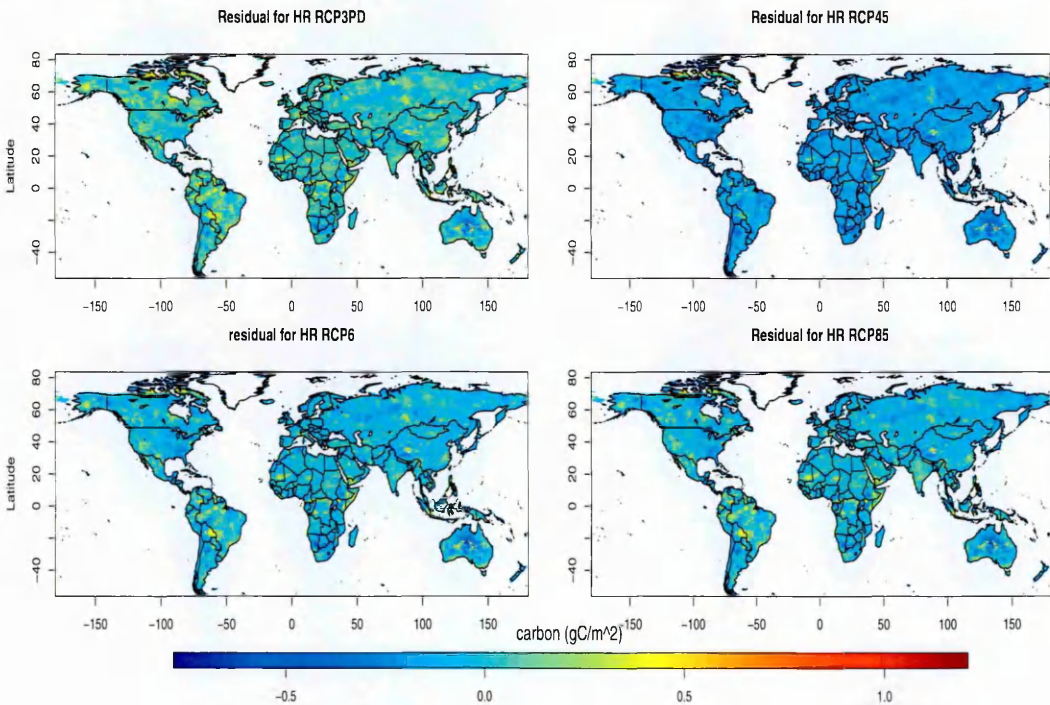 Residual for HR RCP3PD
Residual for HR RCP45
80
60
40
20
0
-40
Latitude
-150 -100 -50 0 50 100 150
80
60
40
20
0
-40
-150 -100 -50 0 50 100 150
residual for HR RCP6
Residual for HR RCP85
80
60
40
20
0
-40
Latitude
-150 -100 -50 0 50 100 150
80
60
40
20
0
-40
-150 -100 -50 0 50 100 150
carbon (gC/m^2)
-0.5 0.0 0.5 1.0